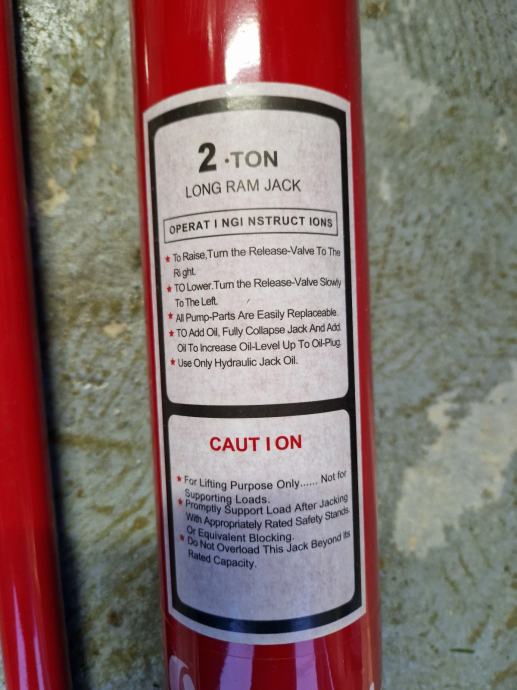 2·TON
LONG RAM JACK
OPERAT I NGI NSTRUCT IONS
★ To Raise,Turn the Release-Valve To The
Ri ght.
★ TO Lower.Turn the Release-Valve Slowly
To The Left.
★ All Pump-Parts Are Easily Replaceable.
★ TO Add Oil, Fully Collapse Jack And Add
Oil To Increase Oil-Level Up To Oil-Plug.
★ Use Only Hydraulic Jack Oil.
CAUT I ON
★ For Lifting Purpose Only...... Not for
Supporting Loads.
★ Promptly Support Load After Jacking
With Appropriately Rated Safety Stands
Or Equivalent Blocking.
★ Do Not Overload This Jack Beyond Its
Rated Capacity.